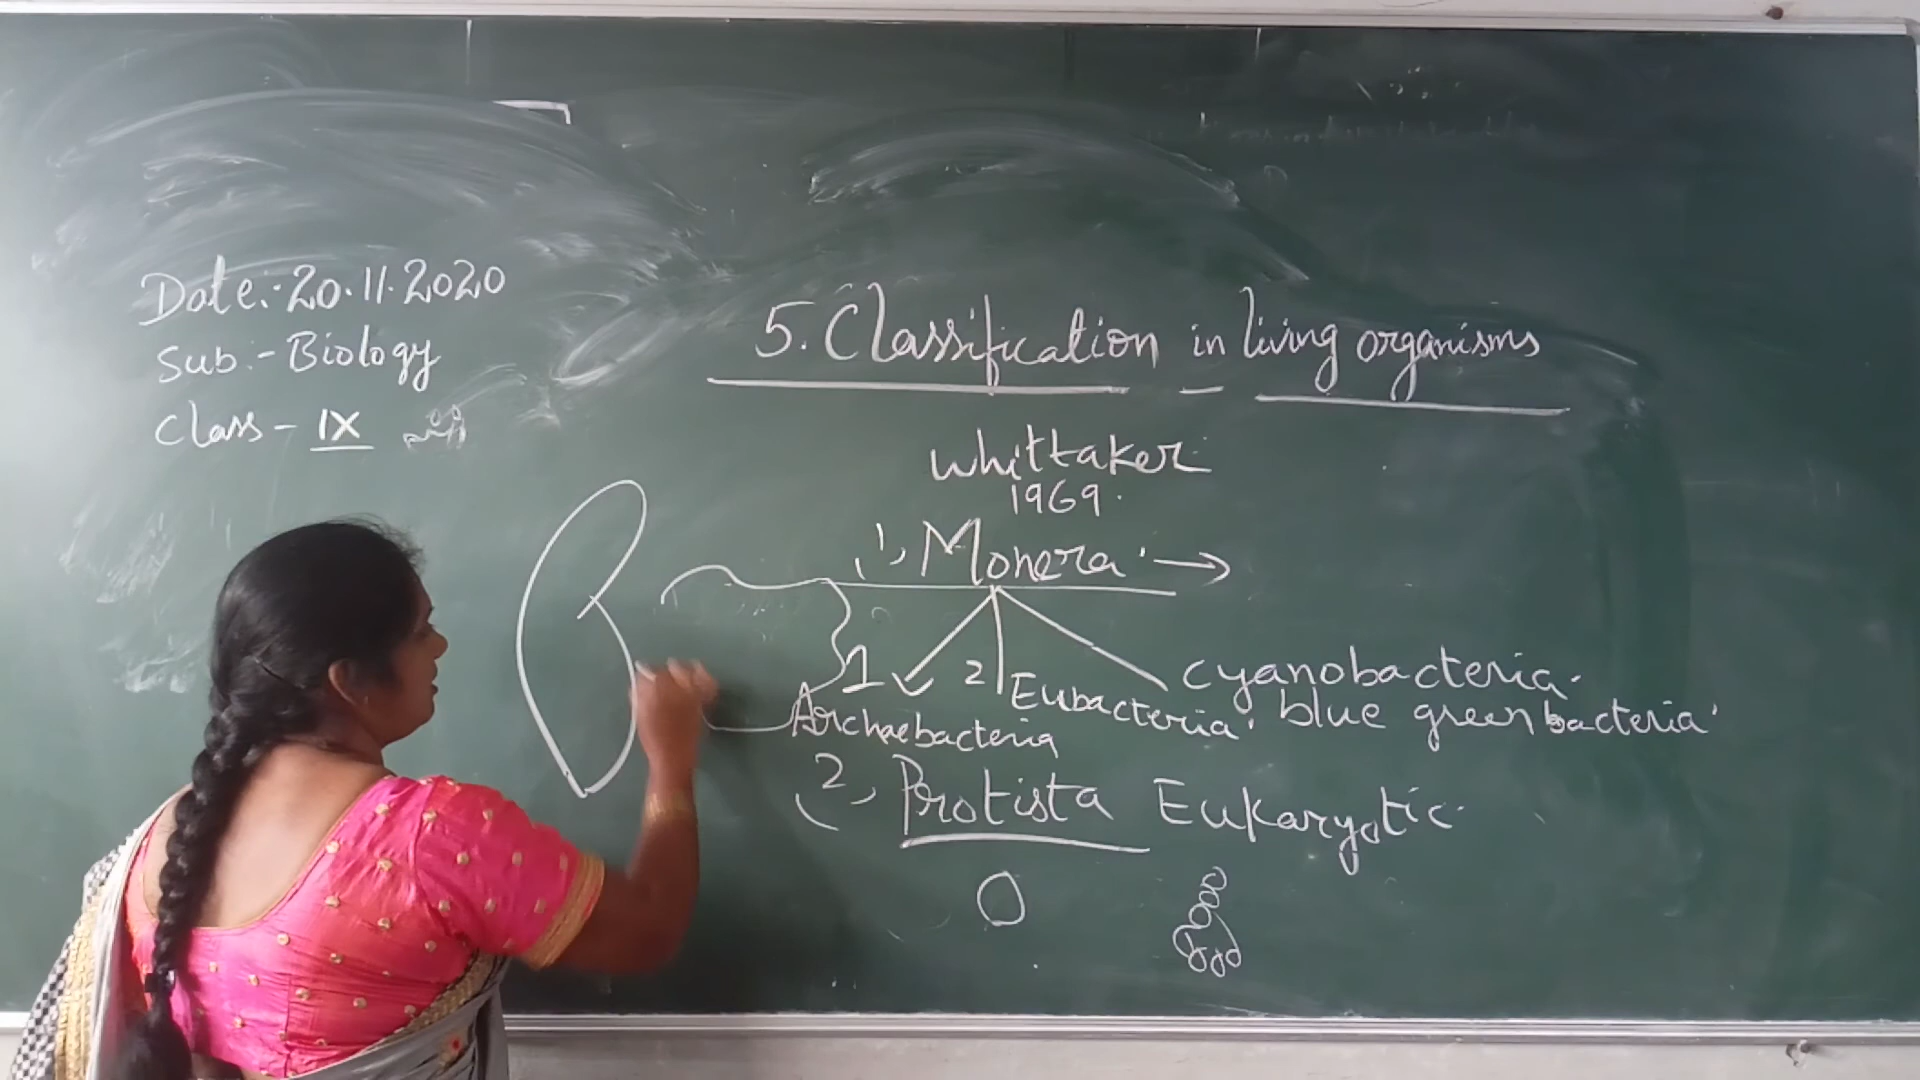 Date:- 20.11.2020
Sub:- Biology
Class - IX
5. Classification in living organisms
Whittaker
1969.
1, Monera. →
1 2 cyanobacteria.
Archaebacteria Eubacteria. blue green bacteria.
2, Protista Eukaryotic.